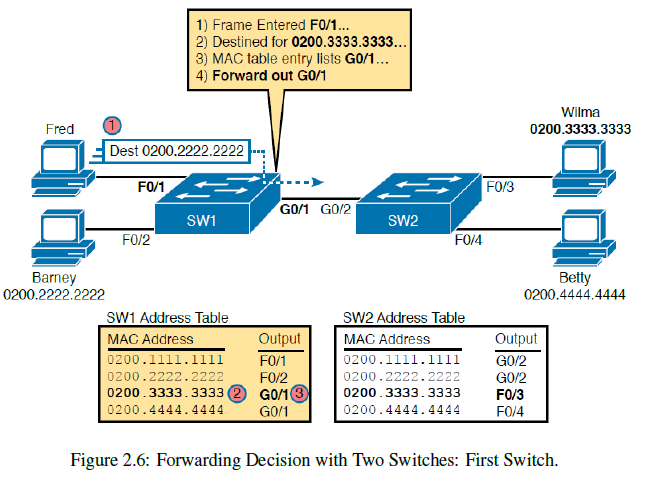 1) Frame Entered F0/1...
2) Destined for 0200.3333.3333...
3) MAC table entry lists G0/1...
4) Forward out G0/1
Fred
1
Dest 0200.2222.2222
Wilma
0200.3333.3333
F0/1
SW1
G0/1
G0/2
SW2
F0/3
F0/2
F0/4
Barney
0200.2222.2222
Betty
0200.4444.4444
SW1 Address Table
MAC Address Output
0200.1111.1111 F0/1
0200.2222.2222 F0/2
0200.3333.3333 2 G0/1 3
0200.4444.4444 G0/1
SW2 Address Table
MAC Address Output
0200.1111.1111 G0/2
0200.2222.2222 G0/2
0200.3333.3333 F0/3
0200.4444.4444 F0/4
Figure 2.6: Forwarding Decision with Two Switches: First Switch.